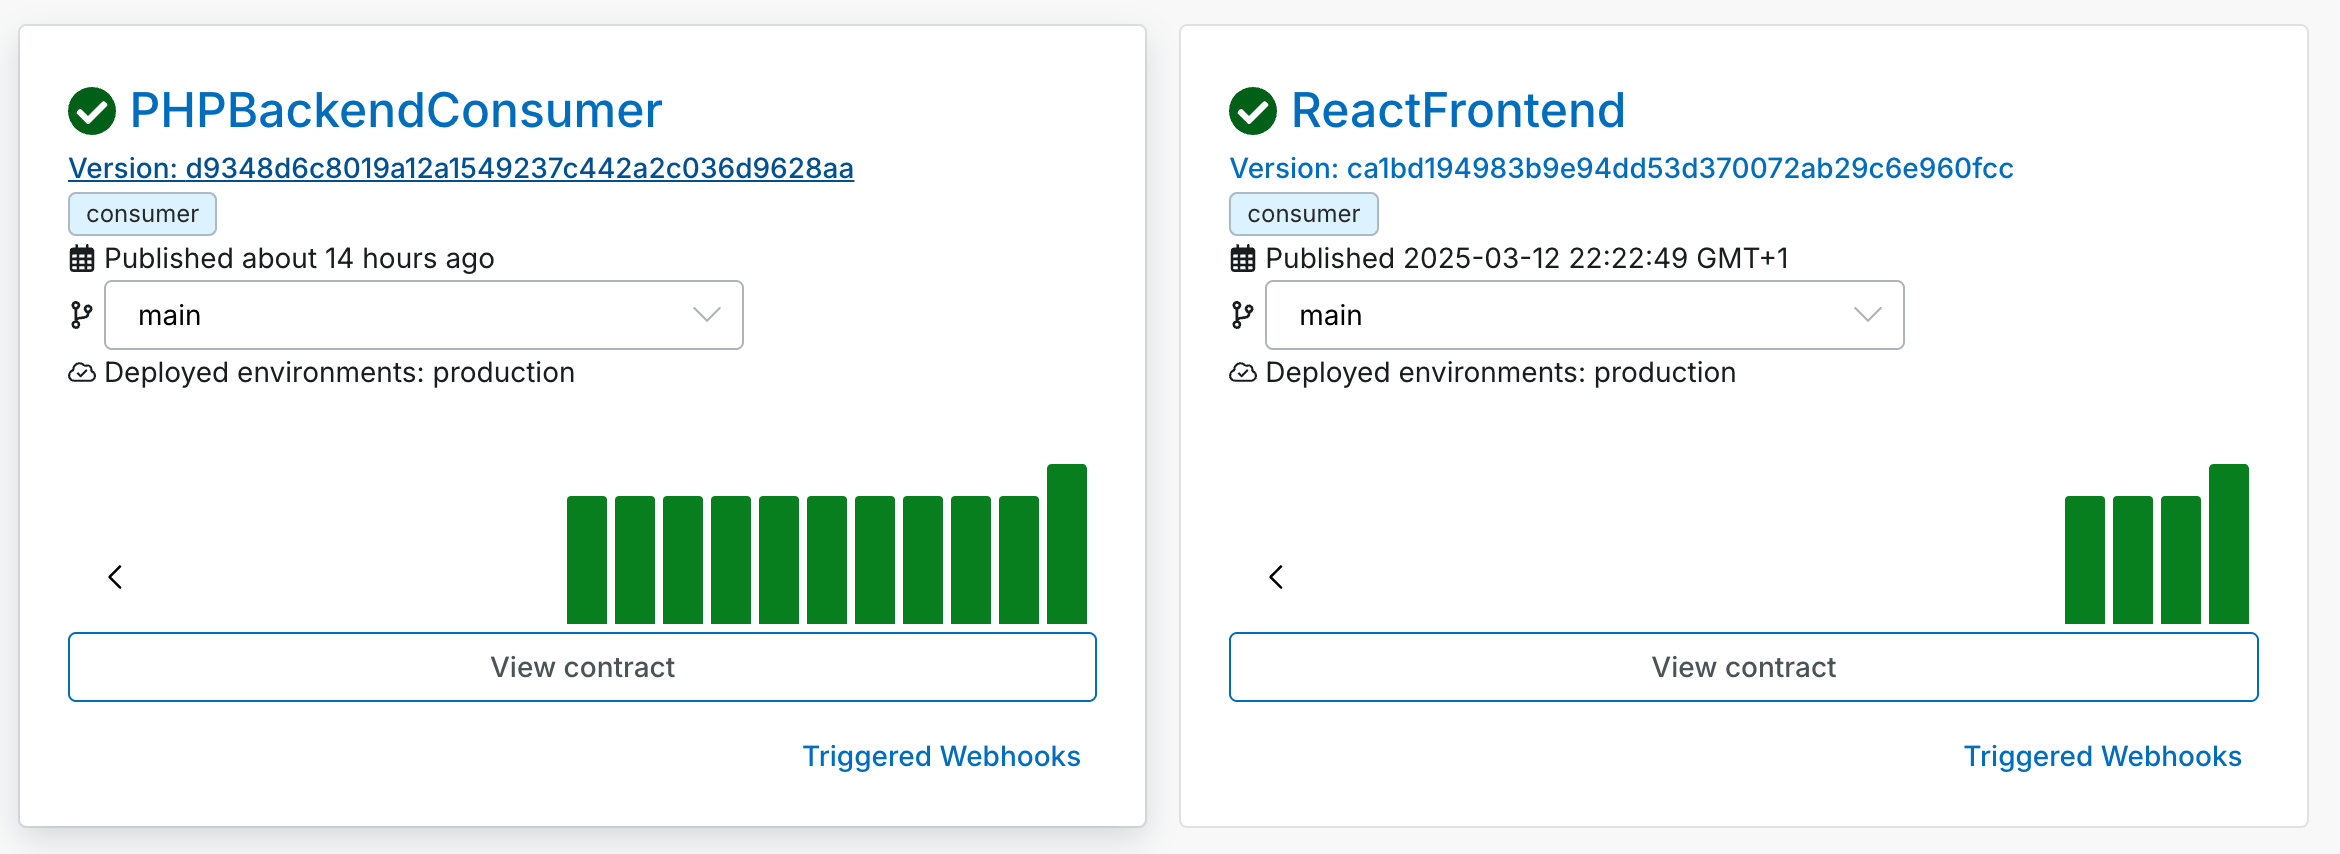 PHPBackendConsumer
Version: d9348d6c8019a12a1549237c442a2c036d9628aa
consumer
Published about 14 hours ago
main
Deployed environments: production
View contract
Triggered Webhooks
ReactFrontend
Version: ca1bd194983b9e94dd53d370072ab29c6e960fcc
consumer
Published 2025-03-12 22:22:49 GMT+1
main
Deployed environments: production
View contract
Triggered Webhooks